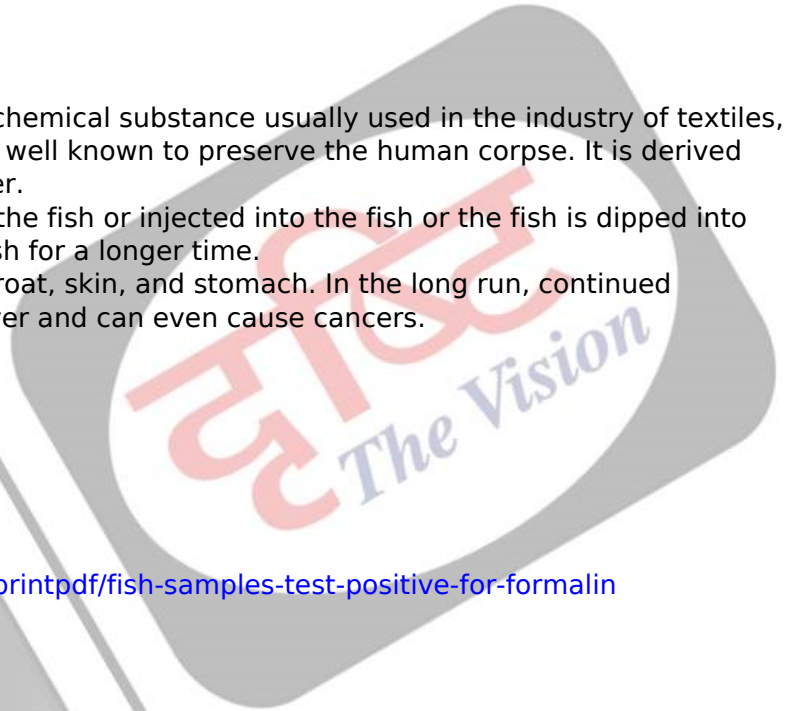 chemical substance usually used in the industry of textiles,
well known to preserve the human corpse. It is derived
er.
the fish or injected into the fish or the fish is dipped into
sh for a longer time.
roat, skin, and stomach. In the long run, continued
ver and can even cause cancers.
दृष्टि
The Vision
printpdf/fish-samples-test-positive-for-formalin